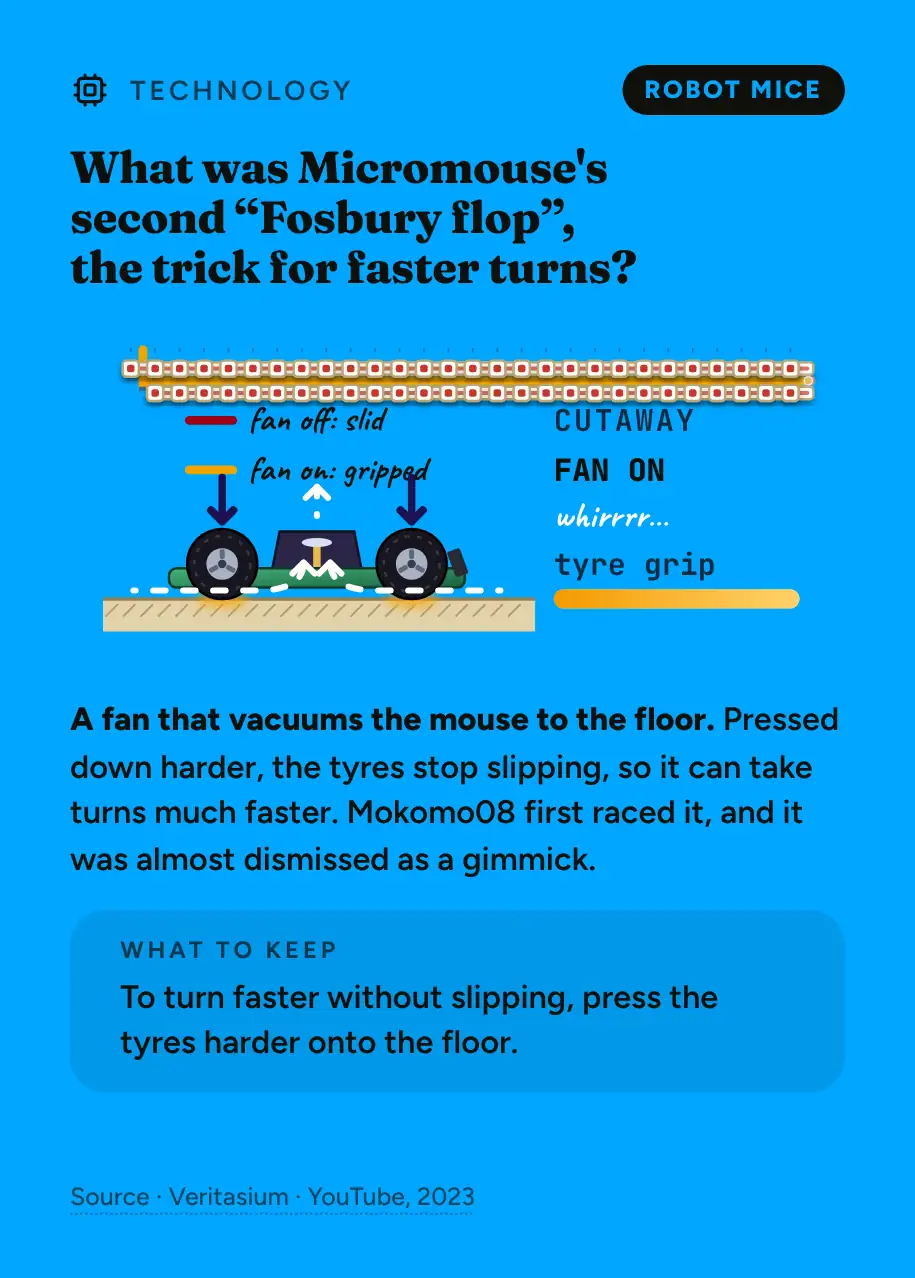 TECHNOLOGY
ROBOT MICE
What was Micromouse's
second “Fosbury flop”,
the trick for faster turns?
fan off: slid
fan on: gripped
CUTAWAY
FAN ON
whirrrr...
tyre grip
A fan that vacuums the mouse to the floor. Pressed
down harder, the tyres stop slipping, so it can take
turns much faster. Mokomo08 first raced it, and it
was almost dismissed as a gimmick.
WHAT TO KEEP
To turn faster without slipping, press the
tyres harder onto the floor.
Source · Veritasium · YouTube, 2023